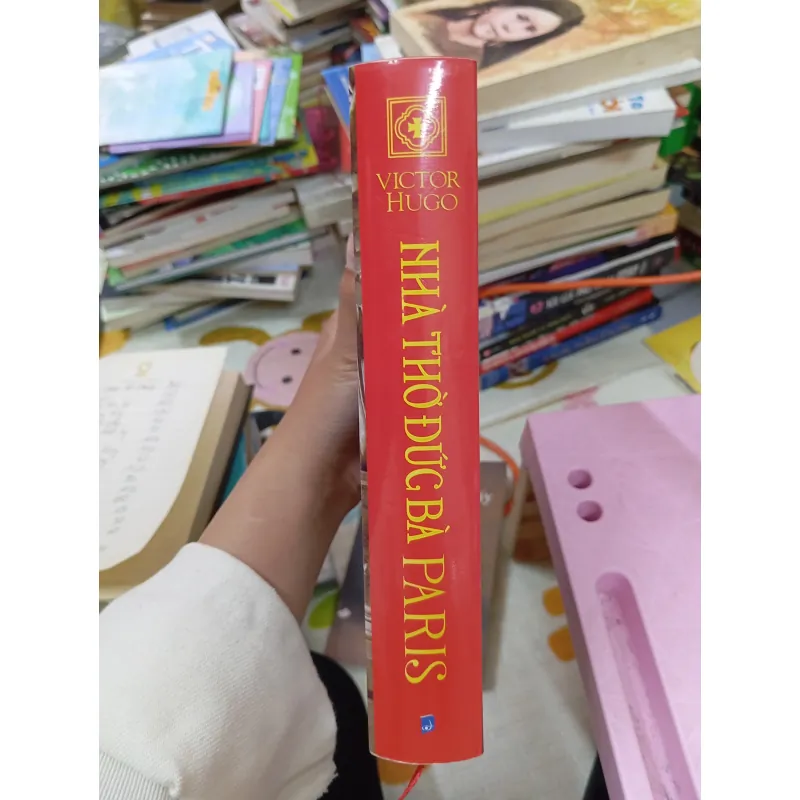 VICTOR
HUGO
NHÀ THỜ ĐỨC BÀ PARIS